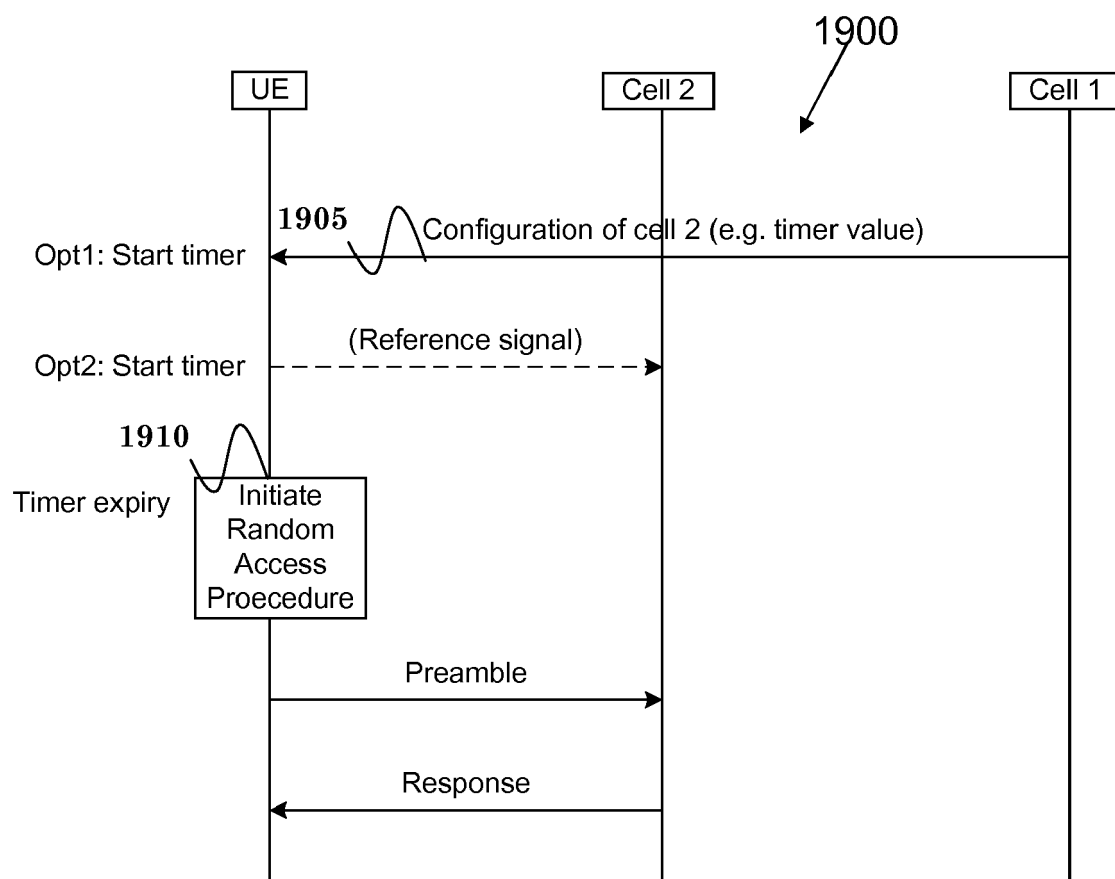 1900
UE
Cell 2
Cell 1
1905
Configuration of cell 2 (e.g. timer value)
Opt1: Start timer
(Reference signal)
Opt2: Start timer
1910
Timer expiry
Initiate
Random
Access
Proecedure
Preamble
Response